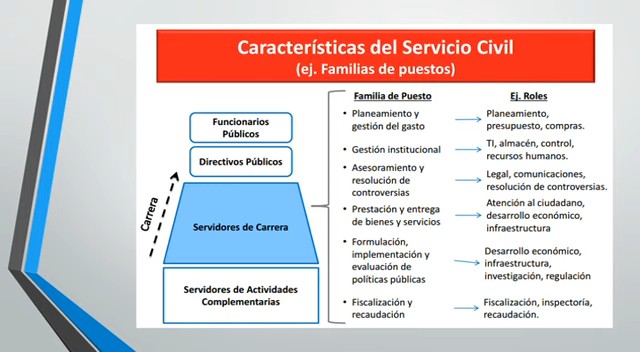 Características del Servicio Civil
(ej. Familias de puestos)
Funcionarios
Públicos
Directivos Públicos
Carrera
Servidores de Carrera
Servidores de Actividades
Complementarias
Familia de Puesto
Ej. Roles
• Planeamiento y
gestión del gasto
Planeamiento,
presupuesto, compras.
• Gestión institucional
TI, almacén, control,
recursos humanos.
• Asesoramiento y
resolución de
controversias
Legal, comunicaciones,
resolución de controversias.
• Prestación y entrega
de bienes y servicios
Atención al ciudadano,
desarrollo económico,
infraestructura
• Formulación,
implementación y
evaluación de
políticas públicas
Desarrollo económico,
infraestructura,
investigación, regulación
• Fiscalización y
recaudación
Fiscalización, inspectoría,
recaudación.